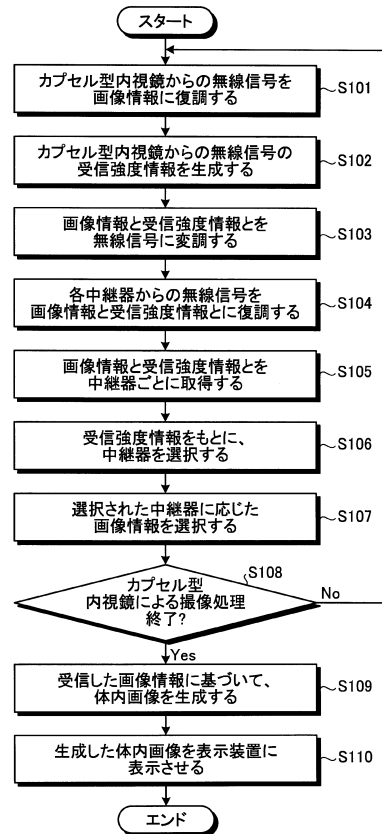 スタート
カプセル型内視鏡からの無線信号を
画像情報に復調する
S101
カプセル型内視鏡からの無線信号の
受信強度情報を生成する
S102
画像情報と受信強度情報とを
無線信号に変調する
S103
各中継器からの無線信号を
画像情報と受信強度情報とに復調する
S104
画像情報と受信強度情報とを
中継器ごとに取得する
S105
受信強度情報をもとに、
中継器を選択する
S106
選択された中継器に応じた
画像情報を選択する
S107
S108
カプセル型
内視鏡による撮像処理
終了?
No
Yes
受信した画像情報に基づいて、
体内画像を生成する
S109
生成した体内画像を表示装置に
表示させる
S110
エンド